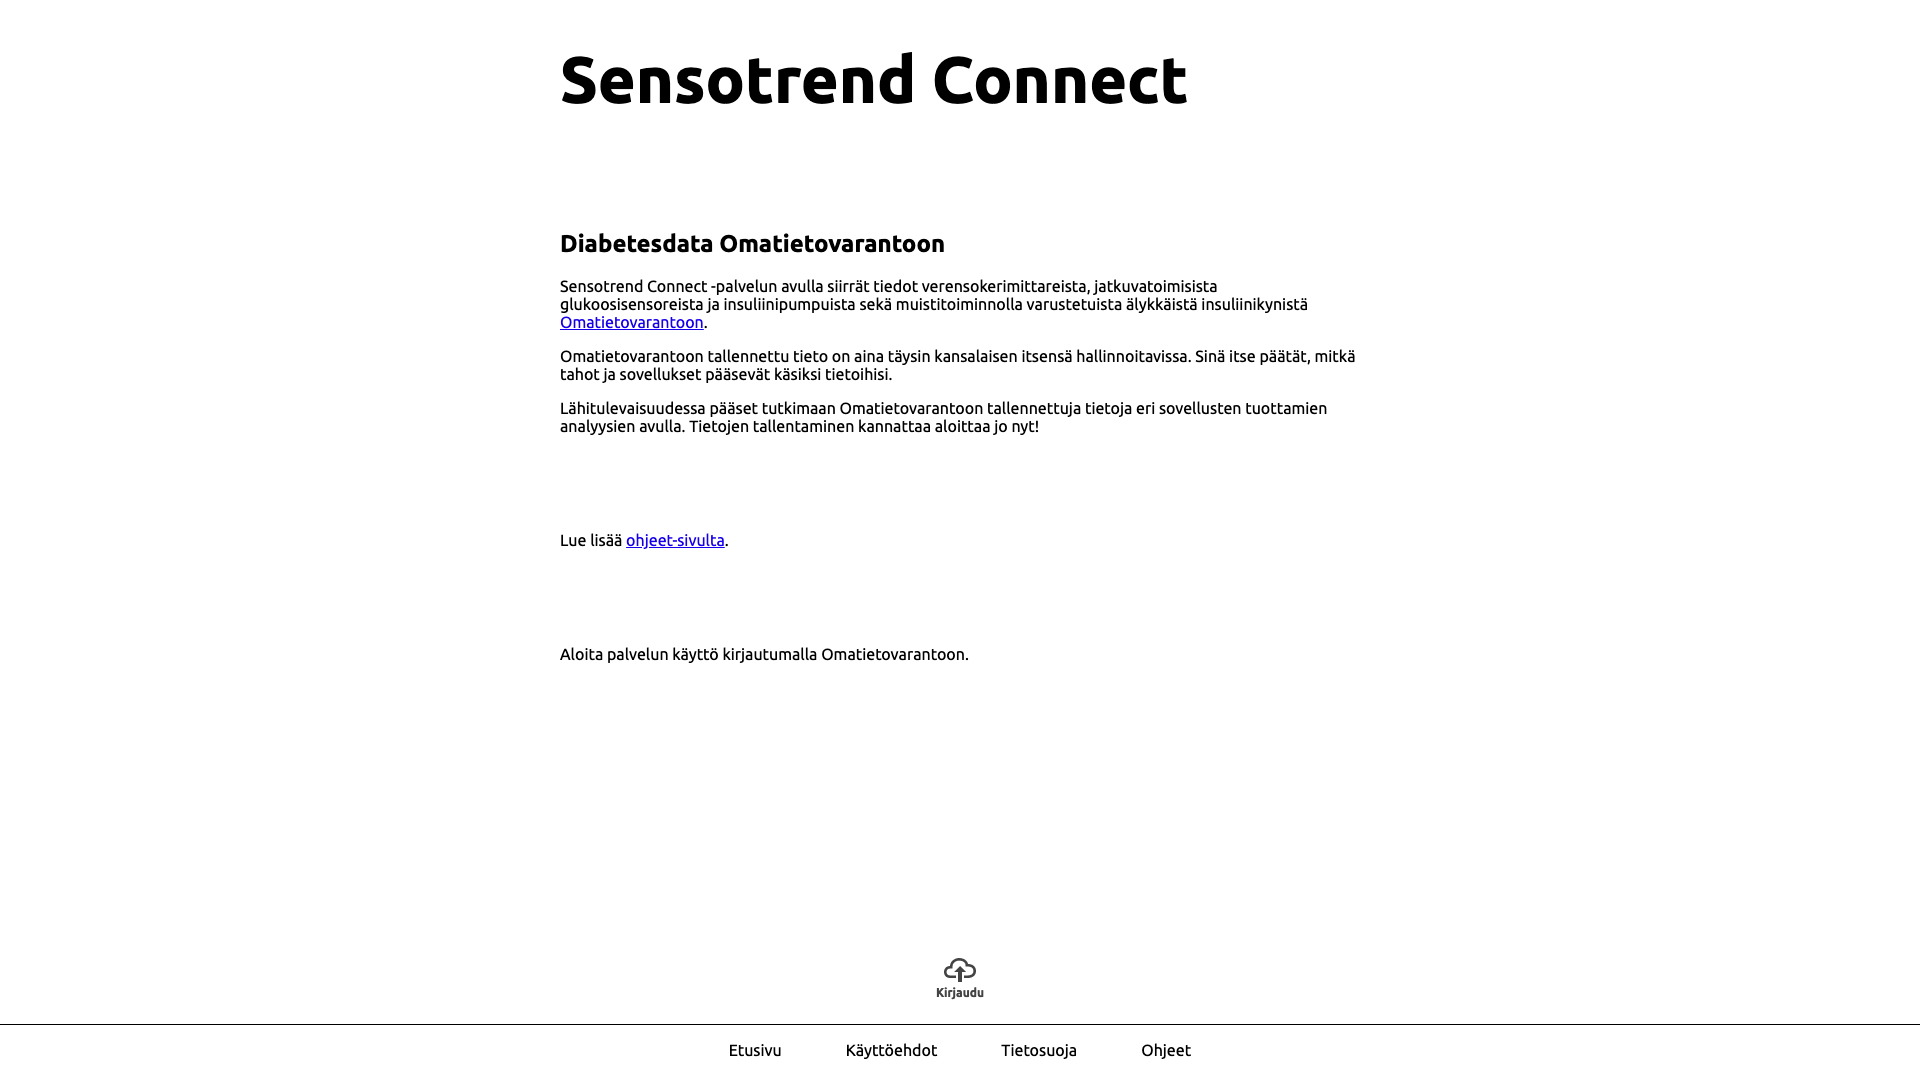 Sensotrend Connect
Diabetesdata Omatietovarantoon
Sensotrend Connect -palvelun avulla siirrät tiedot verensokerimittareista, jatkuvatoimisista
glukoosisensoreista ja insuliinipumpuista sekä muistitoiminnolla varustetuista älykkäistä insuliinikynistä
Omatietovarantoon.
Omatietovarantoon tallennettu tieto on aina täysin kansalaisen itsensä hallinnoitavissa. Sinä itse päätät, mitkä
tahot ja sovellukset pääsevät käsiksi tietoihisi.
Lähitulevaisuudessa pääset tutkimaan Omatietovarantoon tallennettuja tietoja eri sovellusten tuottamien
analyysien avulla. Tietojen tallentaminen kannattaa aloittaa jo nyt!
Lue lisää ohjeet-sivulta.
Aloita palvelun käyttö kirjautumalla Omatietovarantoon.
Kirjaudu
Etusivu Käyttöehdot Tietosuoja Ohjeet